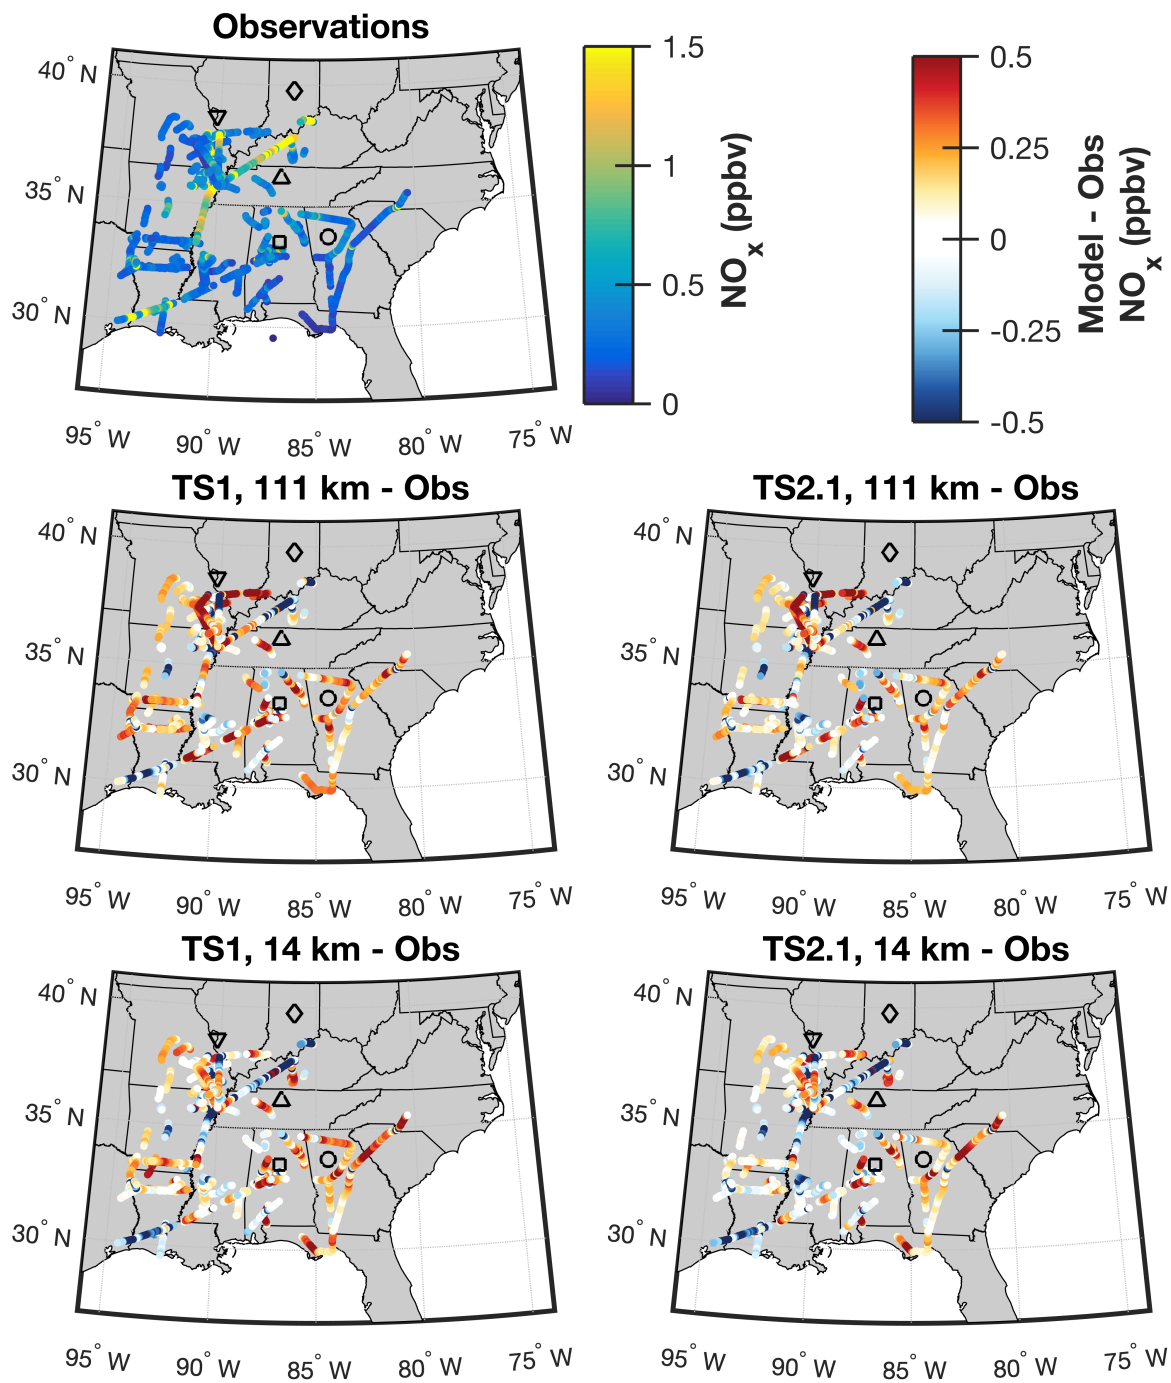 Observations
40° N
35° N
30° N
95° W
90° W
85° W
80° W
75° W
1.5
1
0.5
0
NOx (ppbv)
0.5
0.25
0
-0.25
-0.5
Model - Obs
NOx (ppbv)
TS1, 111 km - Obs
40° N
35° N
30° N
95° W
90° W
85° W
80° W
75° W
TS2.1, 111 km - Obs
40° N
35° N
30° N
95° W
90° W
85° W
80° W
75° W
TS1, 14 km - Obs
40° N
35° N
30° N
95° W
90° W
85° W
80° W
75° W
TS2.1, 14 km - Obs
40° N
35° N
30° N
95° W
90° W
85° W
80° W
75° W